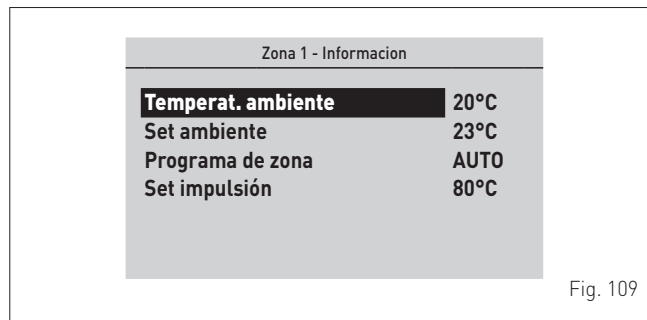 Zona 1 - Informacion
Temperat. ambiente 20°C
Set ambiente 23°C
Programa de zona AUTO
Set impulsión 80°C
Fig. 109